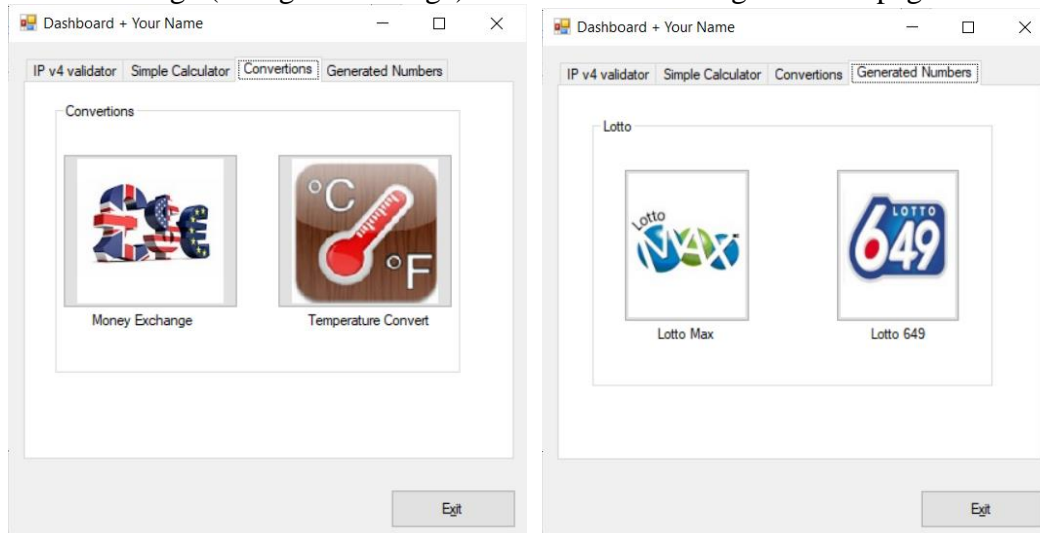 Dashboard + Your Name
IP v4 validator Simple Calculator Convertions Generated Numbers
Convertions
°C
°F
Money Exchange Temperature Convert
Exit
Dashboard + Your Name
IP v4 validator Simple Calculator Convertions Generated Numbers
Lotto
Lotto MAX
LOTTO
649
Lotto Max Lotto 649
Exit